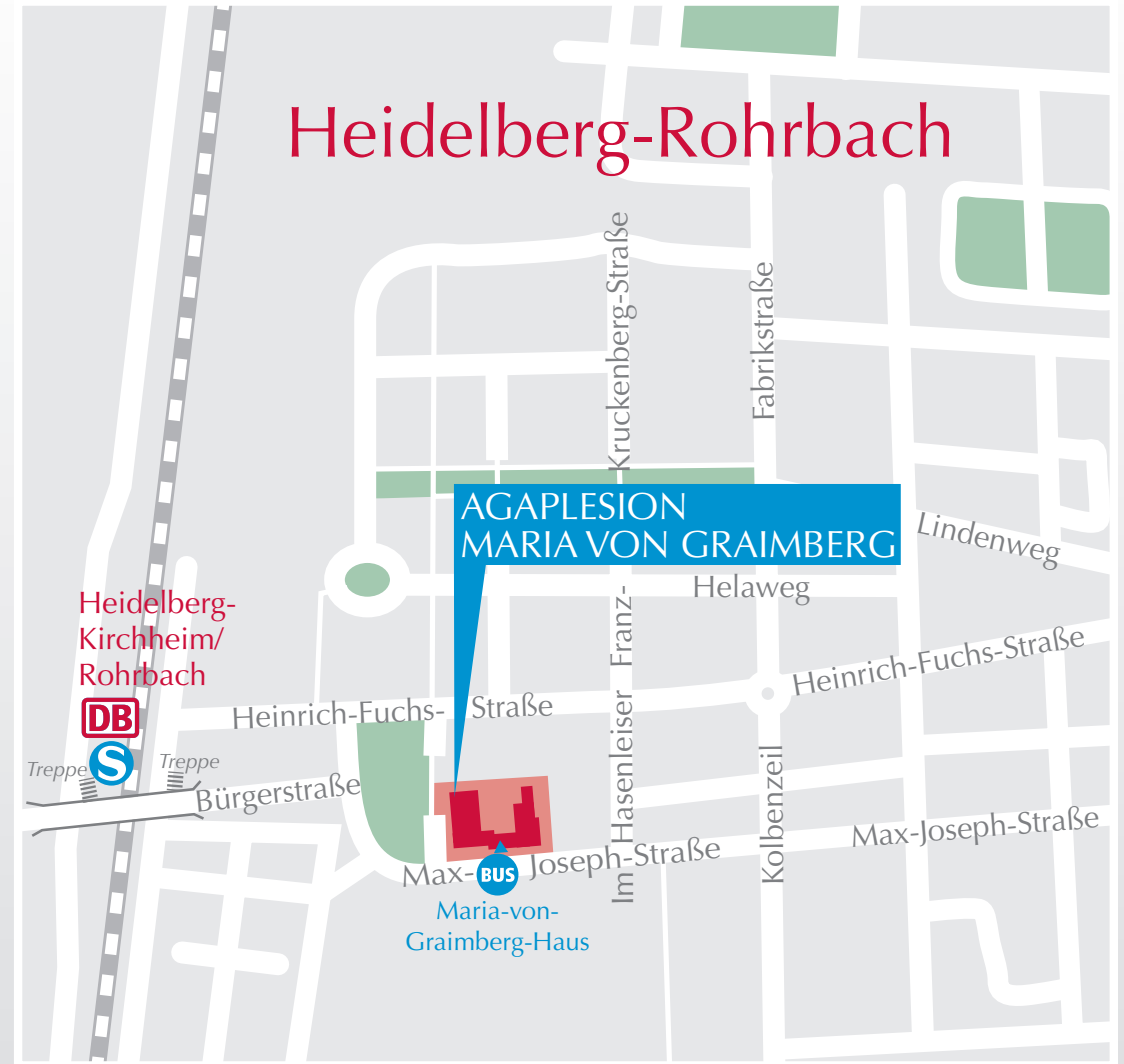 Heidelberg-Rohrbach
Kruckenberg-Straße
Fabrikstraße
AGAPLESION
MARIA VON GRAIMBERG
Lindenweg
Helaweg
Heidelberg-
Kirchheim/
Rohrbach
DB
S
Treppe
Treppe
Franz-
Heinrich-Fuchs-Straße
Heinrich-Fuchs- Straße
Bürgerstraße
Im Hasenleiser
Kolbenzeil
Max-Joseph-Straße
Max- BUS Joseph-Straße
Maria-von-
Graimberg-Haus